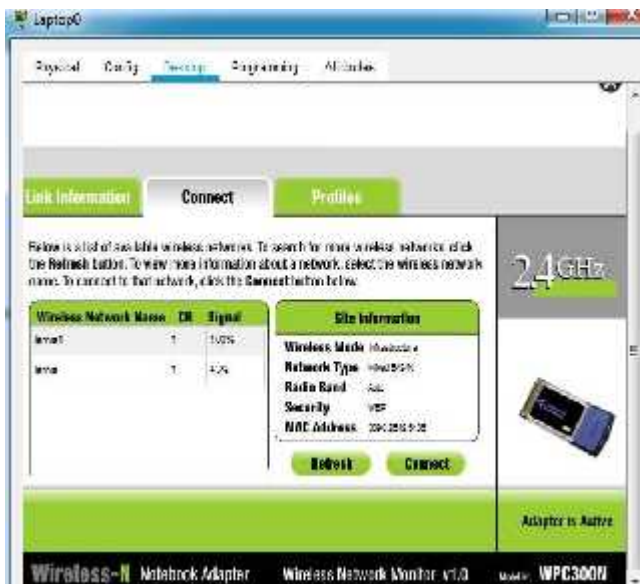 Laptop0
Physical Config Desktop Programming Attributes
Link Information Connect Profiles
Below is a list of available wireless networks. To search for more wireless networks, click
the Refresh button. To view more information about a network, select the wireless network
name. To connect to that network, click the Connect button below.
2.4GHz
Wireless Network Name CH Signal
Site Information
Wireless Mode Infrastructure
Network Type
Radio Band Auto
Security WEP
MAC Address
Refresh Connect
Adapter is Active
Wireless-N Notebook Adapter Wireless Network Monitor v1.0 Model No. WPC300N